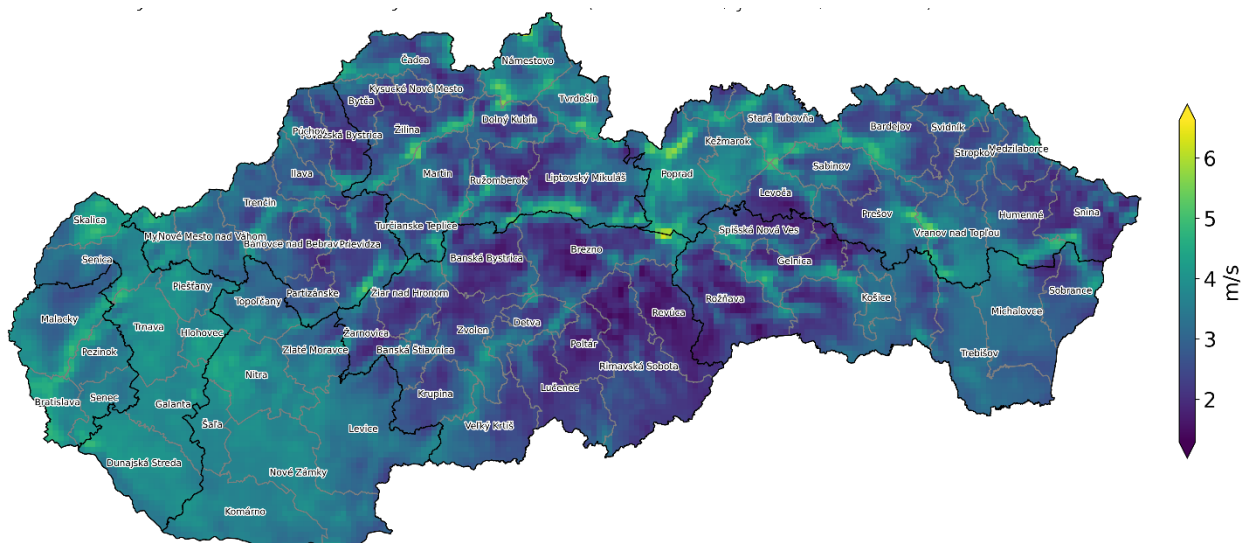 Čadca
Námestovo
Kysucké Nové Mesto
Bytča
Tvrdošín
Dolný Kubín
Stará Ľubovňa
Púchov
Považská Bystrica
Žilina
Kežmarok
Bardejov
Svidník
Stropkov
Medzilaborce
Ilava
Martin
Ružomberok
Liptovský Mikuláš
Poprad
Sabinov
Levoča
Trenčín
Skalica
Turčianske Teplice
Prešov
Humenné
Snina
Nové Mesto nad Váhom
Bánovce nad Bebravou
Prievidza
Brezno
Spišská Nová Ves
Vranov nad Topľou
Senica
Banská Bystrica
Gelnica
Piešťany
Topoľčany
Partizánske
Žiar nad Hronom
Rožňava
Košice
Sobrance
Malacky
Trnava
Hlohovec
Žarnovica
Zvolen
Detva
Revúca
Michalovce
Pezinok
Zlaté Moravce
Banská Štiavnica
Poltár
Trebišov
Nitra
Rimavská Sobota
Bratislava
Senec
Galanta
Krupina
Lučenec
Šaľa
Levice
Veľký Krtíš
Dunajská Streda
Nové Zámky
Komárno
6
5
4
3
2
m/s